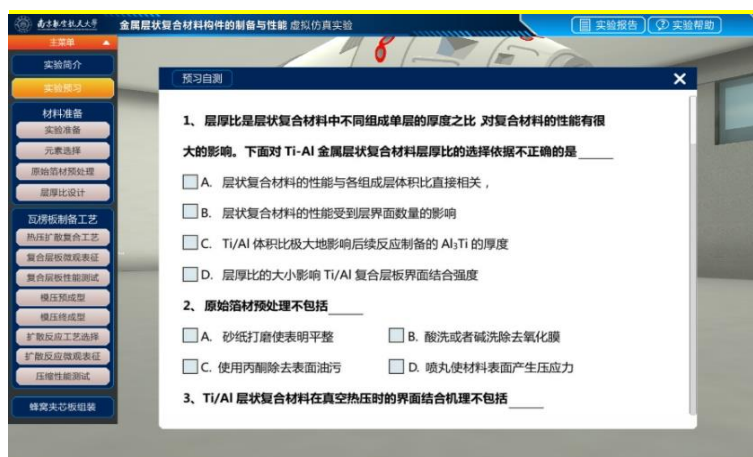 南京航空航天大学
金属层状复合材料构件的制备与性能 虚拟仿真实验
实验报告
实验帮助
主菜单
实验简介
实验预习
材料准备
实验准备
元素选择
原始箔材预处理
层厚比设计
瓦楞板制备工艺
热压扩散复合工艺
复合层板微观表征
复合层板性能测试
模压预成型
模压终成型
扩散反应工艺选择
扩散反应微观表征
压缩性能测试
蜂窝夹芯板组装
预习自测
1、层厚比是层状复合材料中不同组成单层的厚度之比 对复合材料的性能有很
大的影响。下面对 Ti-Al 金属层状复合材料层厚比的选择依据不正确的是_____
A. 层状复合材料的性能与各组成层体积比直接相关，
B. 层状复合材料的性能受到层界面数量的影响
C. Ti/Al 体积比极大地影响后续反应制备的 Al₃Ti 的厚度
D. 层厚比的大小影响 Ti/Al 复合层板界面结合强度
2、原始箔材预处理不包括_____
A. 砂纸打磨使表明平整 B. 酸洗或者碱洗除去氧化膜
C. 使用丙酮除去表面油污 D. 喷丸使材料表面产生压应力
3、Ti/Al 层状复合材料在真空热压时的界面结合机理不包括_____